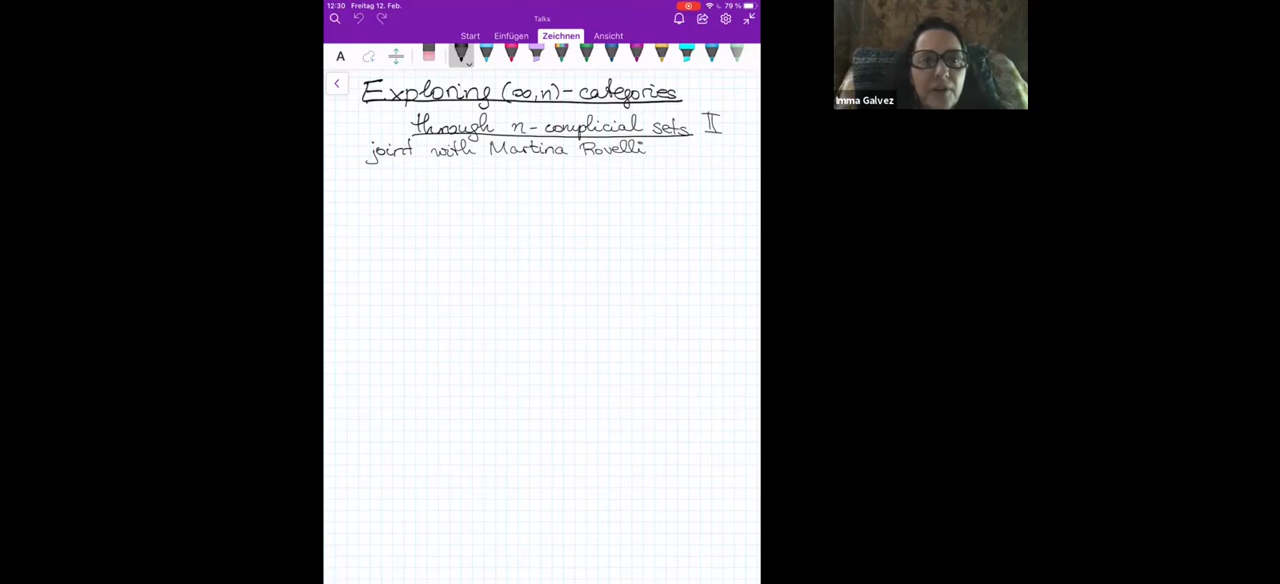 12:30 Freitag 12. Feb.
79 %
Talks
Start Einfügen Zeichnen Ansicht
A
Exploring (∞,n)-categories
through n-complicial sets II
joint with Martina Rovelli
Imma Galvez